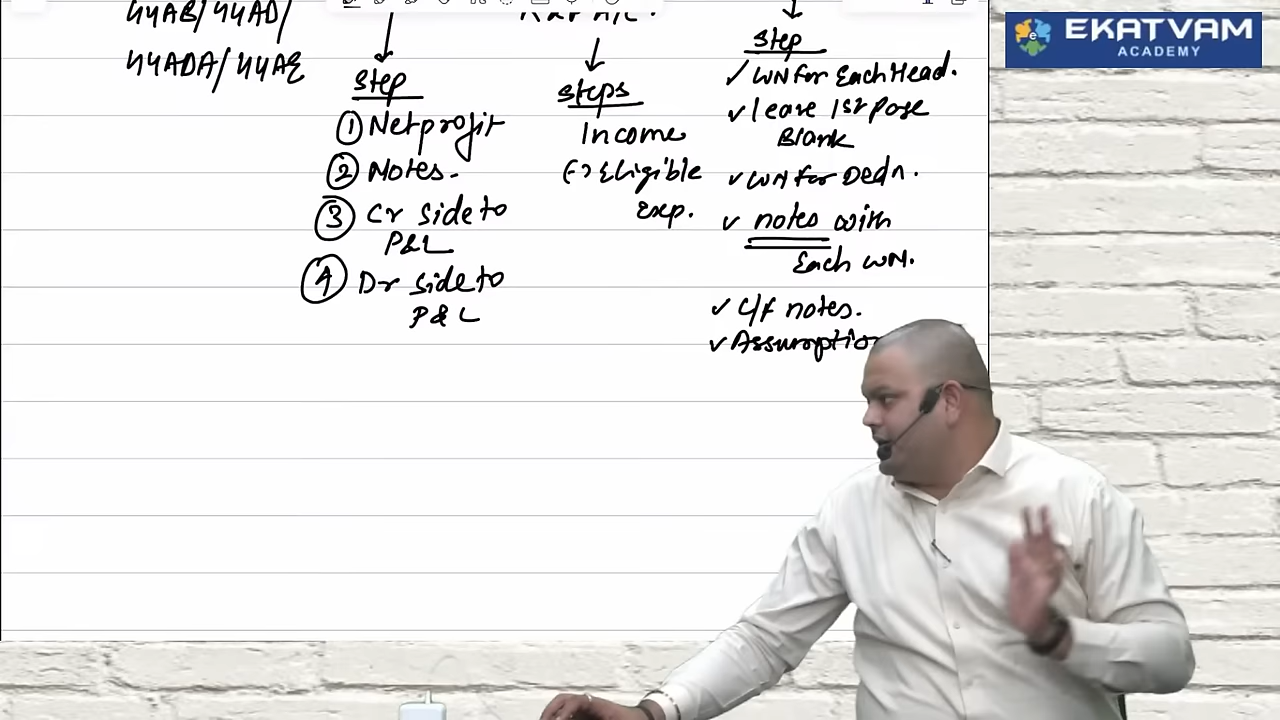 44AB/44AD/
44ADA/44AE
Step
① Netprofit
② Notes.
③ Cr side to
P&L
④ Dr side to
P & L
Steps
Income
(-) Eligible
Exp.
Step
✓ WN for Each Head.
✓ leave 1st page
Blank
✓ WN for Dedn.
✓ notes with
Each WN.
✓ C/f notes.
✓ Assumption
EKATVAM
ACADEMY